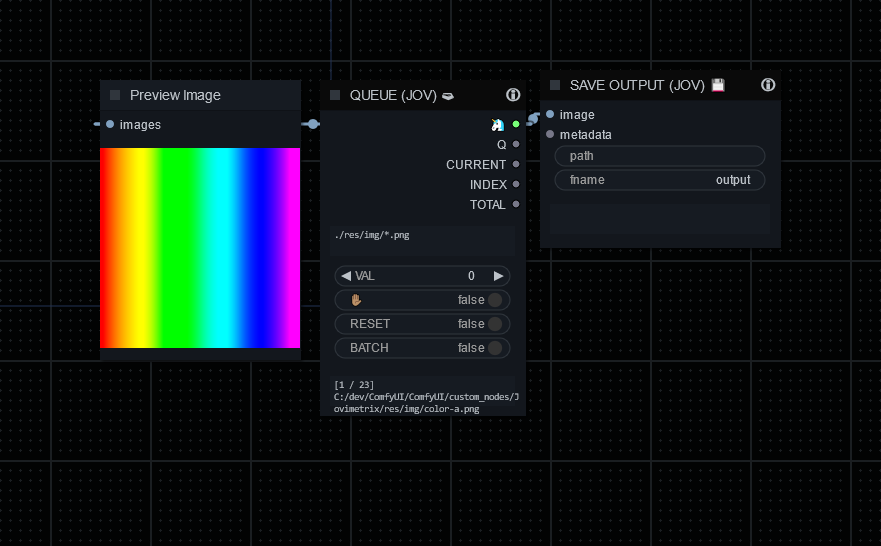 Preview Image
images
QUEUE (JOV)
Q
CURRENT
INDEX
TOTAL
./res/img/*.png
VAL 0
false
RESET false
BATCH false
[1 / 23]
C:/dev/ComfyUI/ComfyUI/custom_nodes/J
ovimetrix/res/img/color-a.png
SAVE OUTPUT (JOV)
image
metadata
path
fname output